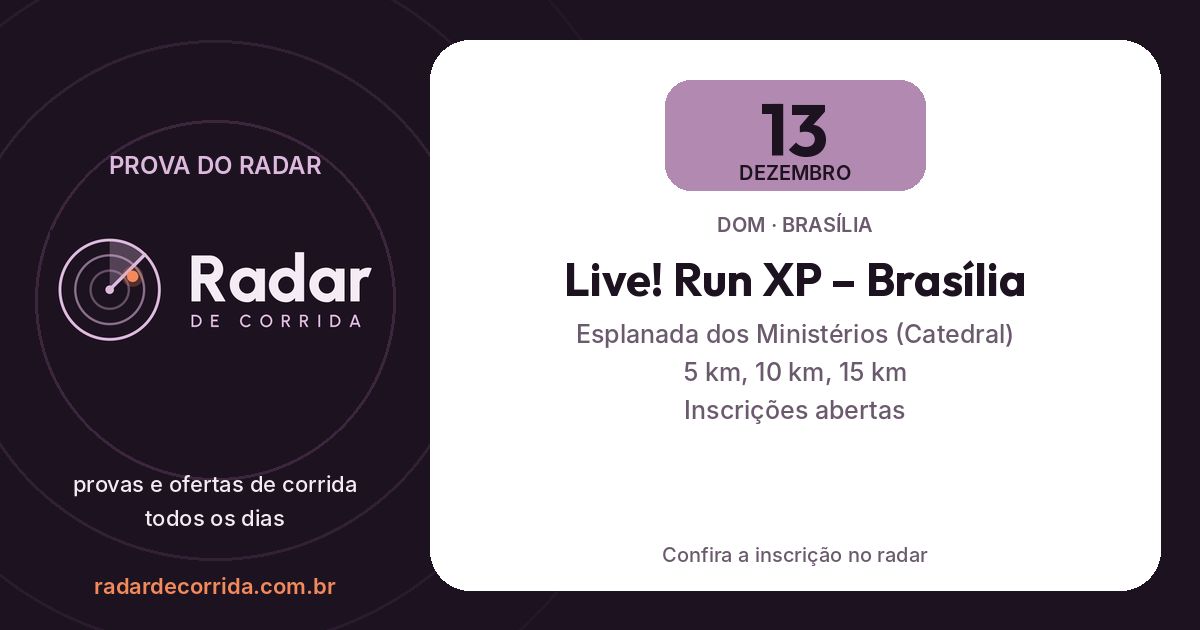 PROVA DO RADAR
Radar
DE CORRIDA
provas e ofertas de corrida
todos os dias
radardecorrida.com.br
13
DEZEMBRO
DOM · BRASÍLIA
Live! Run XP – Brasília
Esplanada dos Ministérios (Catedral)
5 km, 10 km, 15 km
Inscrições abertas
Confira a inscrição no radar